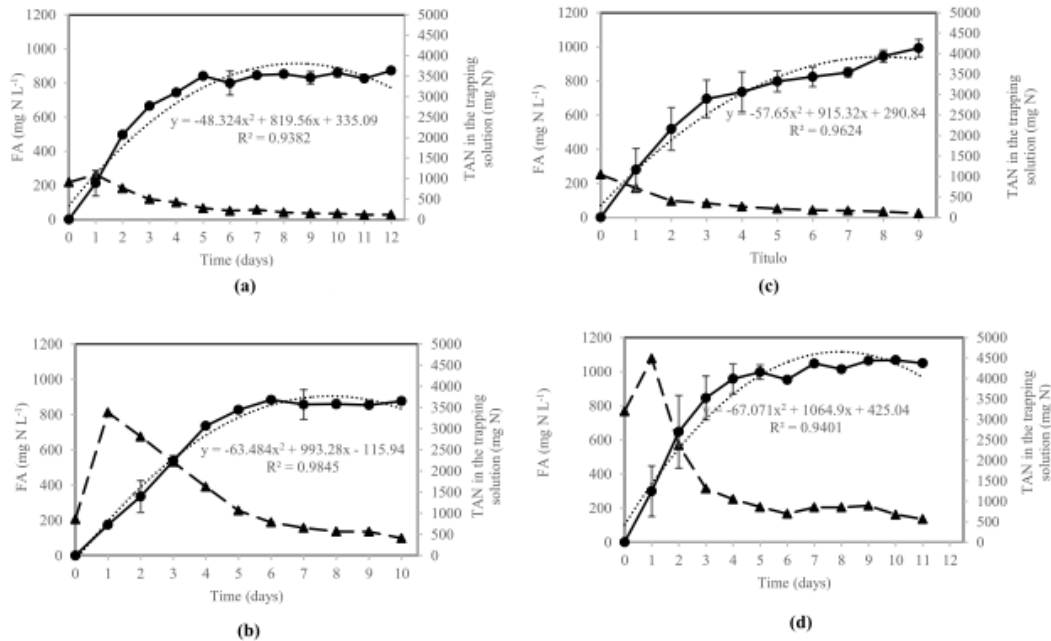 1200
1000
800
600
400
200
0
FA (mg N L-1)
5000
4500
4000
3500
3000
2500
2000
1500
1000
500
0
TAN in the trapping
solution (mg N)
y = -48.324x2 + 819.56x + 335.09
R2 = 0.9382
0 1 2 3 4 5 6 7 8 9 10 11 12
Time (days)
(a)
1200
1000
800
600
400
200
0
FA (mg N L-1)
5000
4500
4000
3500
3000
2500
2000
1500
1000
500
0
TAN in the trapping
solution (mg N)
y = -57.65x2 + 915.32x + 290.84
R2 = 0.9624
0 1 2 3 4 5 6 7 8 9
Título
(c)
1200
1000
800
600
400
200
0
FA (mg N L-1)
5000
4500
4000
3500
3000
2500
2000
1500
1000
500
0
TAN in the trapping
solution (mg N)
y = -63.484x2 + 993.28x - 115.94
R2 = 0.9845
0 1 2 3 4 5 6 7 8 9 10
Time (days)
(b)
1200
1000
800
600
400
200
0
FA (mg N L-1)
5000
4500
4000
3500
3000
2500
2000
1500
1000
500
0
TAN in the trapping
solution (mg N)
y = -67.071x2 + 1064.9x + 425.04
R2 = 0.9401
0 1 2 3 4 5 6 7 8 9 10 11 12
Time (days)
(d)